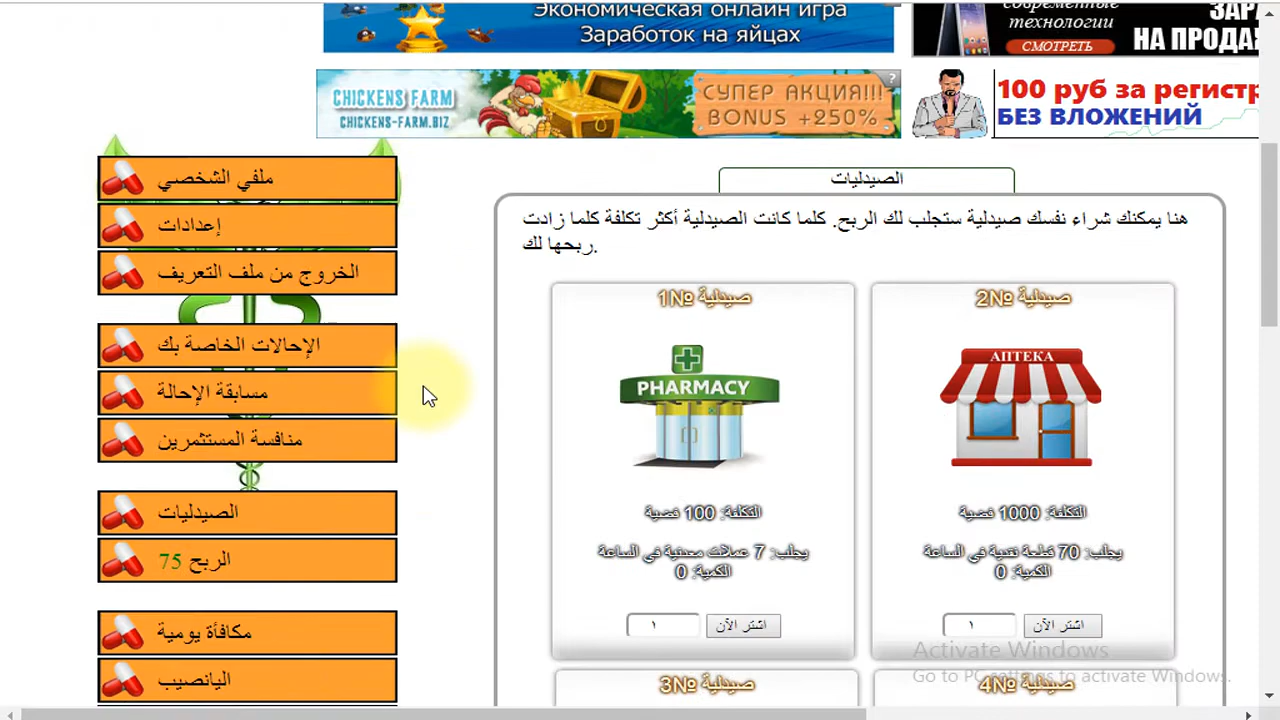 Экономическая онлайн игра
Заработок на яйцах
современные
технологии
СМОТРЕТЬ
НА ПРОДА
CHICKENS FARM
CHICKENS-FARM.BIZ
СУПЕР АКЦИЯ!!!
BONUS +250%
?
100 руб за регистр
БЕЗ ВЛОЖЕНИЙ
ملفي الشخصي
إعدادات
الخروج من ملف التعريف
الإحالات الخاصة بك
مسابقة الإحالة
منافسة المستثمرين
الصيدليات
الربح 75
مكافأة يومية
اليانصيب
الصيدليات
هنا يمكنك شراء نفسك صيدلية ستجلب لك الربح. كلما كانت الصيدلية أكثر تكلفة كلما زادت
ربحها لك.
صيدلية №1
PHARMACY
التكلفة: 100 فضية
يجلب: 7 عملات معدنية في الساعة
الكمية: 0
١
اشتر الآن
صيدلية №2
АПТЕКА
التكلفة: 1000 فضية
يجلب: 70 قطعة نقدية في الساعة
الكمية: 0
١
اشتر الآن
صيدلية №3
صيدلية №4
Activate Windows
Go to PC settings to activate Windows.